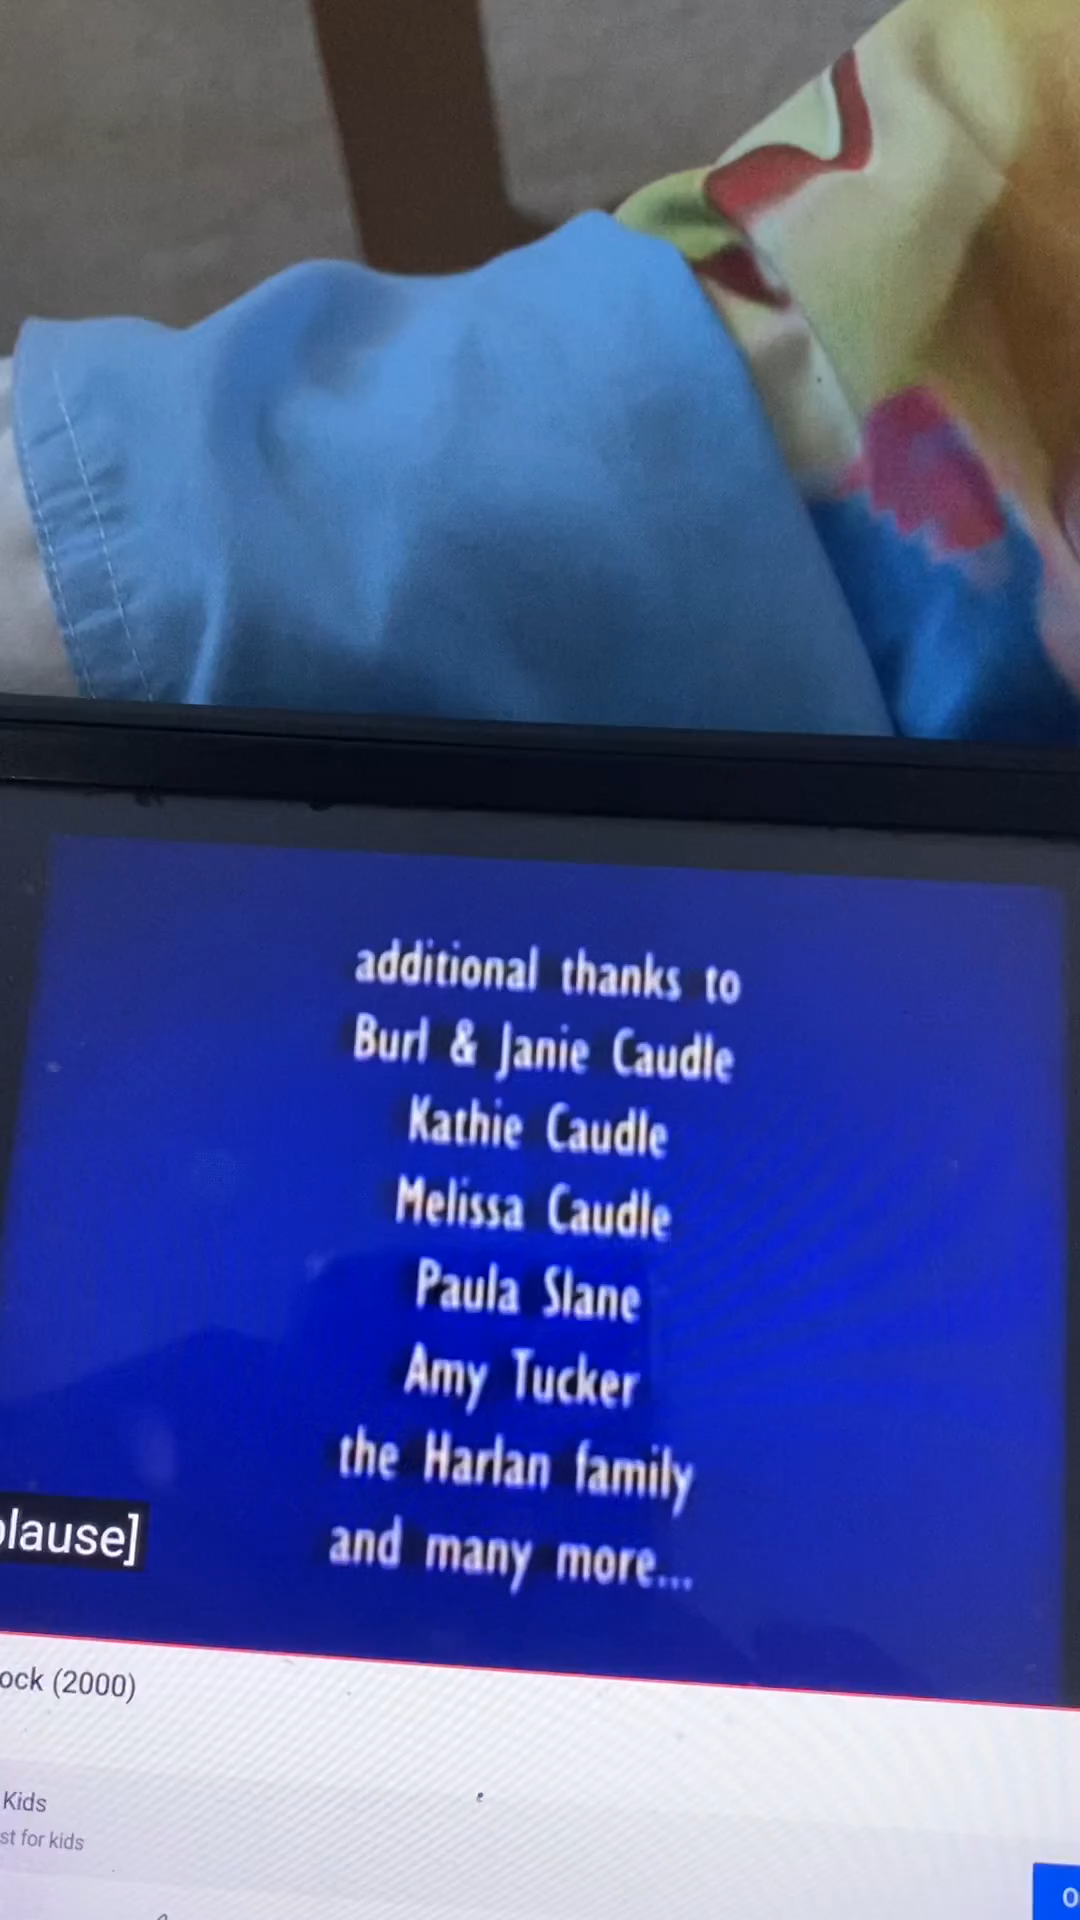 additional thanks to
Burl & Janie Caudle
Kathie Caudle
Melissa Caudle
Paula Slane
Amy Tucker
the Harlan family
and many more...
plause]
ock (2000)
Kids
st for kids